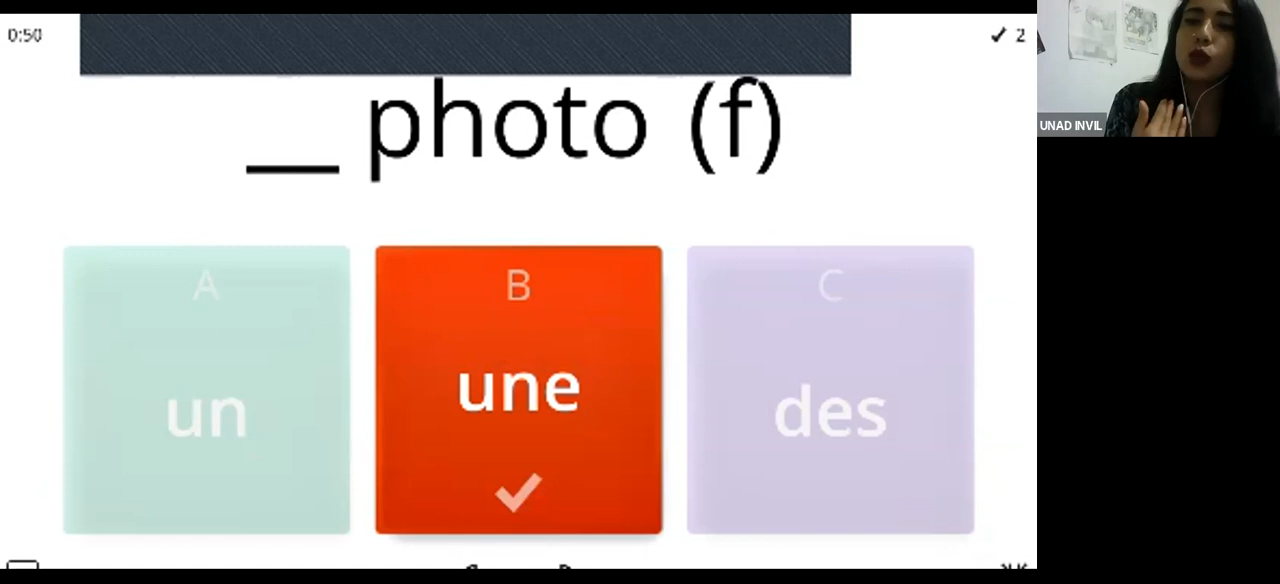 0:50
✓ 2
__ photo (f)
A
B
C
un
une
des
UNAD INVIL